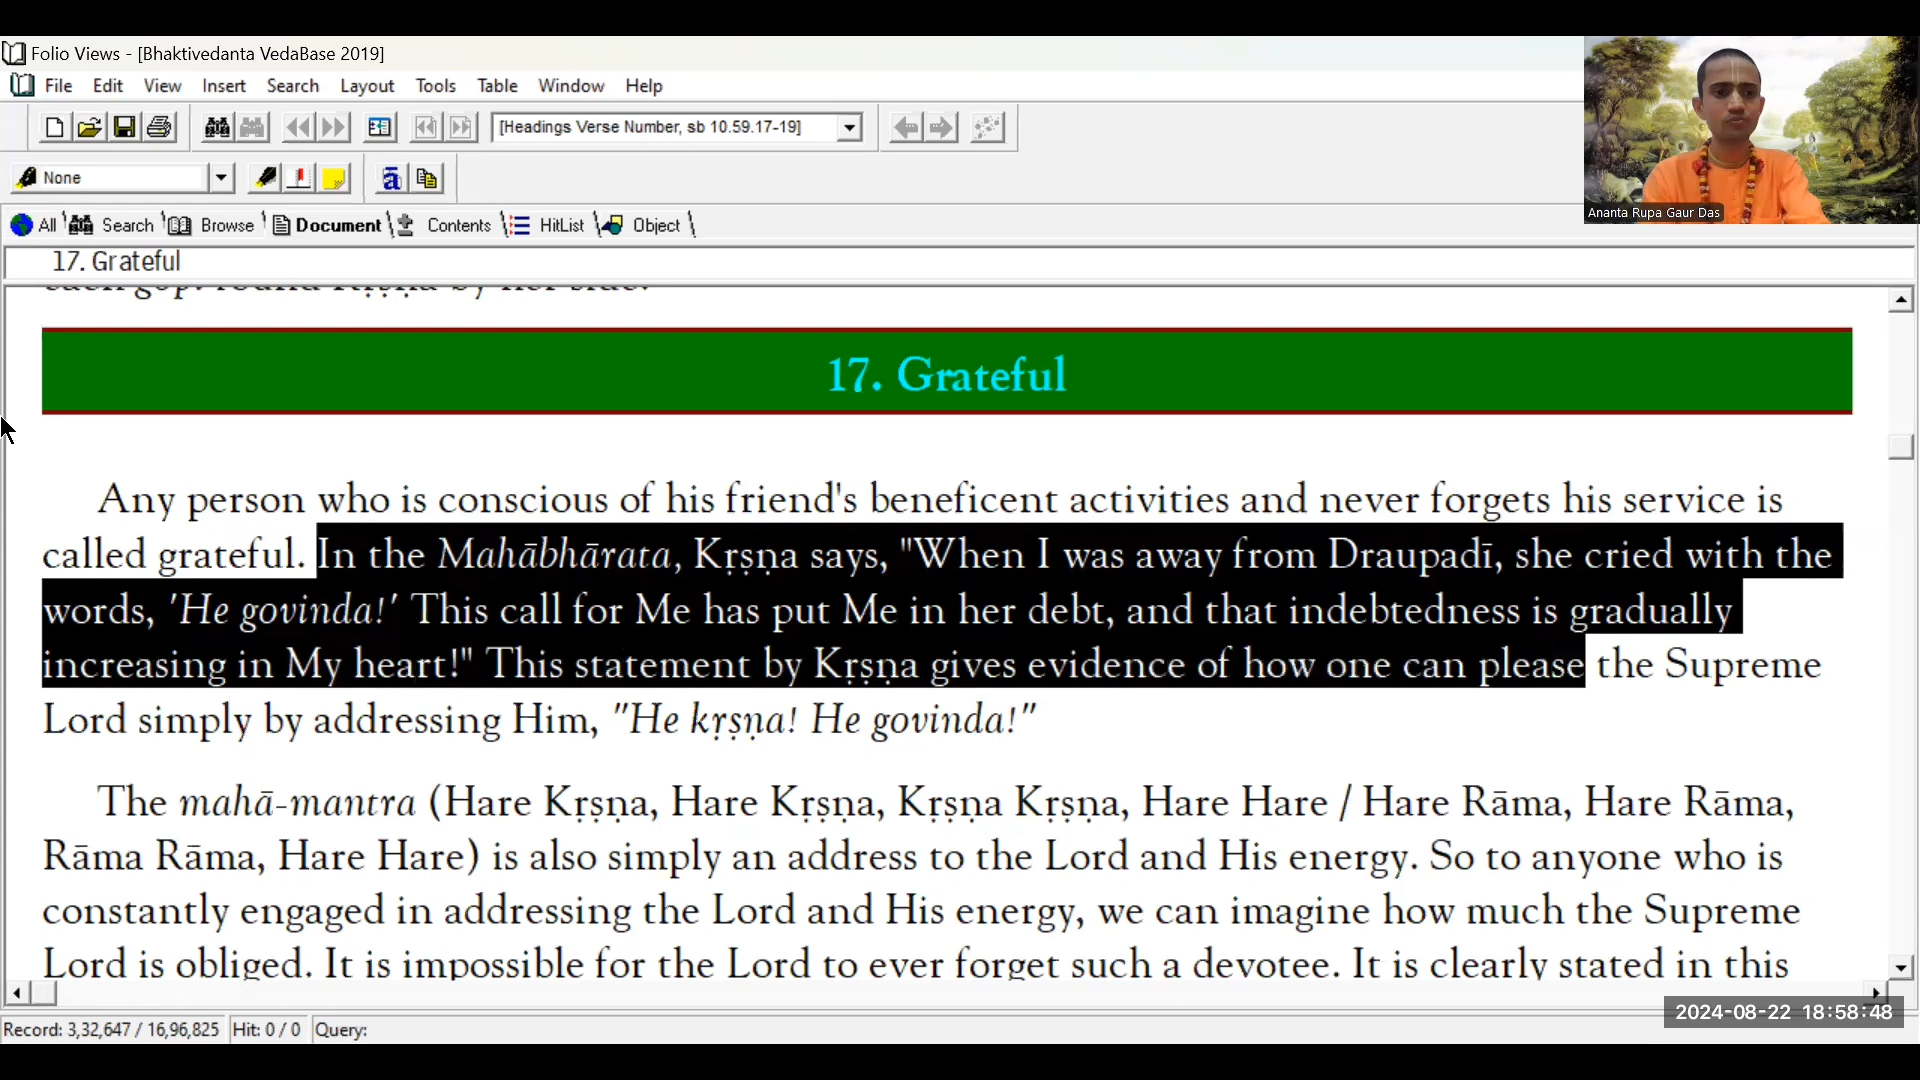 Folio Views - [Bhaktivedanta VedaBase 2019]
File Edit View Insert Search Layout Tools Table Window Help
[Headings Verse Number, sb 10.59.17-19]
None
All Search Browse Document Contents HitList Object
Ananta Rupa Gaur Das
17. Grateful
each gopī found Kṛṣṇa by her side.
17. Grateful
Any person who is conscious of his friend's beneficent activities and never forgets his service is
called grateful. In the Mahābhārata, Kṛṣṇa says, "When I was away from Draupadī, she cried with the
words, 'He govinda!' This call for Me has put Me in her debt, and that indebtedness is gradually
increasing in My heart!" This statement by Kṛṣṇa gives evidence of how one can please the Supreme
Lord simply by addressing Him, "He kṛṣṇa! He govinda!"
The mahā-mantra (Hare Kṛṣṇa, Hare Kṛṣṇa, Kṛṣṇa Kṛṣṇa, Hare Hare / Hare Rāma, Hare Rāma,
Rāma Rāma, Hare Hare) is also simply an address to the Lord and His energy. So to anyone who is
constantly engaged in addressing the Lord and His energy, we can imagine how much the Supreme
Lord is obliged. It is impossible for the Lord to ever forget such a devotee. It is clearly stated in this
2024-08-22 18:58:48
Record: 3,32,647 / 16,96,825 Hit: 0 / 0 Query: